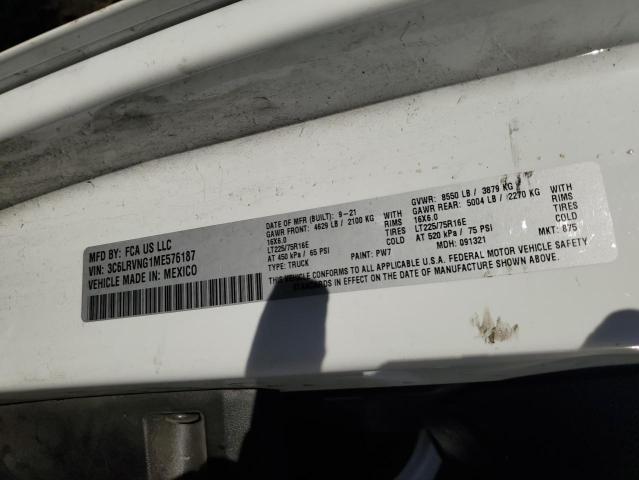 MFD BY: FCA US LLC
VIN: 3C6LRVNG1ME576187
VEHICLE MADE IN: MEXICO
DATE OF MFR (BUILT): 9-21
GAWR FRONT: 4629 LB / 2100 KG WITH
16X6.0 RIMS
LT225/75R16E TIRES
AT 450 kPa / 65 PSI COLD
TYPE: TRUCK PAINT: PW7
GVWR: 8550 LB / 3879 KG
GAWR REAR: 5004 LB / 2270 KG WITH
16X6.0 RIMS
LT225/75R16E TIRES
AT 520 kPa / 75 PSI COLD
MDH: 091321 MKT: 875
THIS VEHICLE CONFORMS TO ALL APPLICABLE U.S.A. FEDERAL MOTOR VEHICLE SAFETY
STANDARDS IN EFFECT ON THE DATE OF MANUFACTURE SHOWN ABOVE.